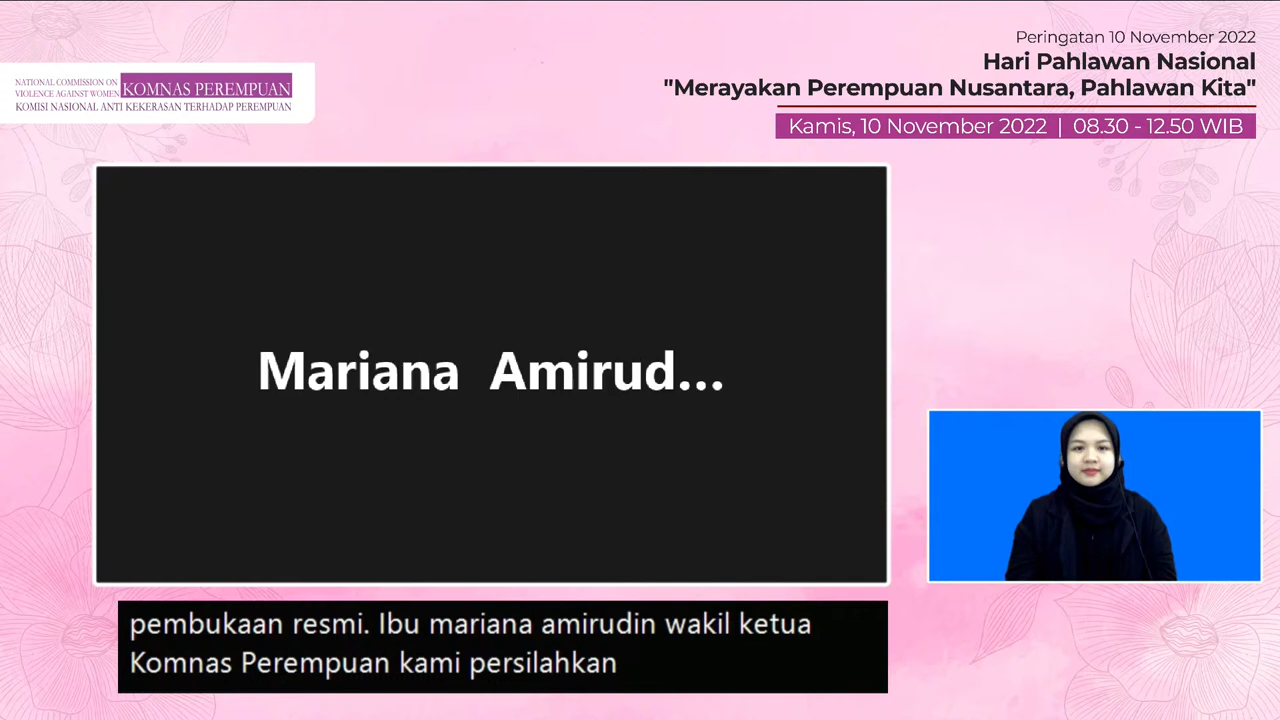 NATIONAL COMMISSION ON
VIOLENCE AGAINST WOMEN
KOMNAS PEREMPUAN
KOMISI NASIONAL ANTI KEKERASAN TERHADAP PEREMPUAN
Peringatan 10 November 2022
Hari Pahlawan Nasional
"Merayakan Perempuan Nusantara, Pahlawan Kita"
Kamis, 10 November 2022 | 08.30 - 12.50 WIB
Mariana Amirud...
pembukaan resmi. Ibu mariana amirudin wakil ketua
Komnas Perempuan kami persilahkan